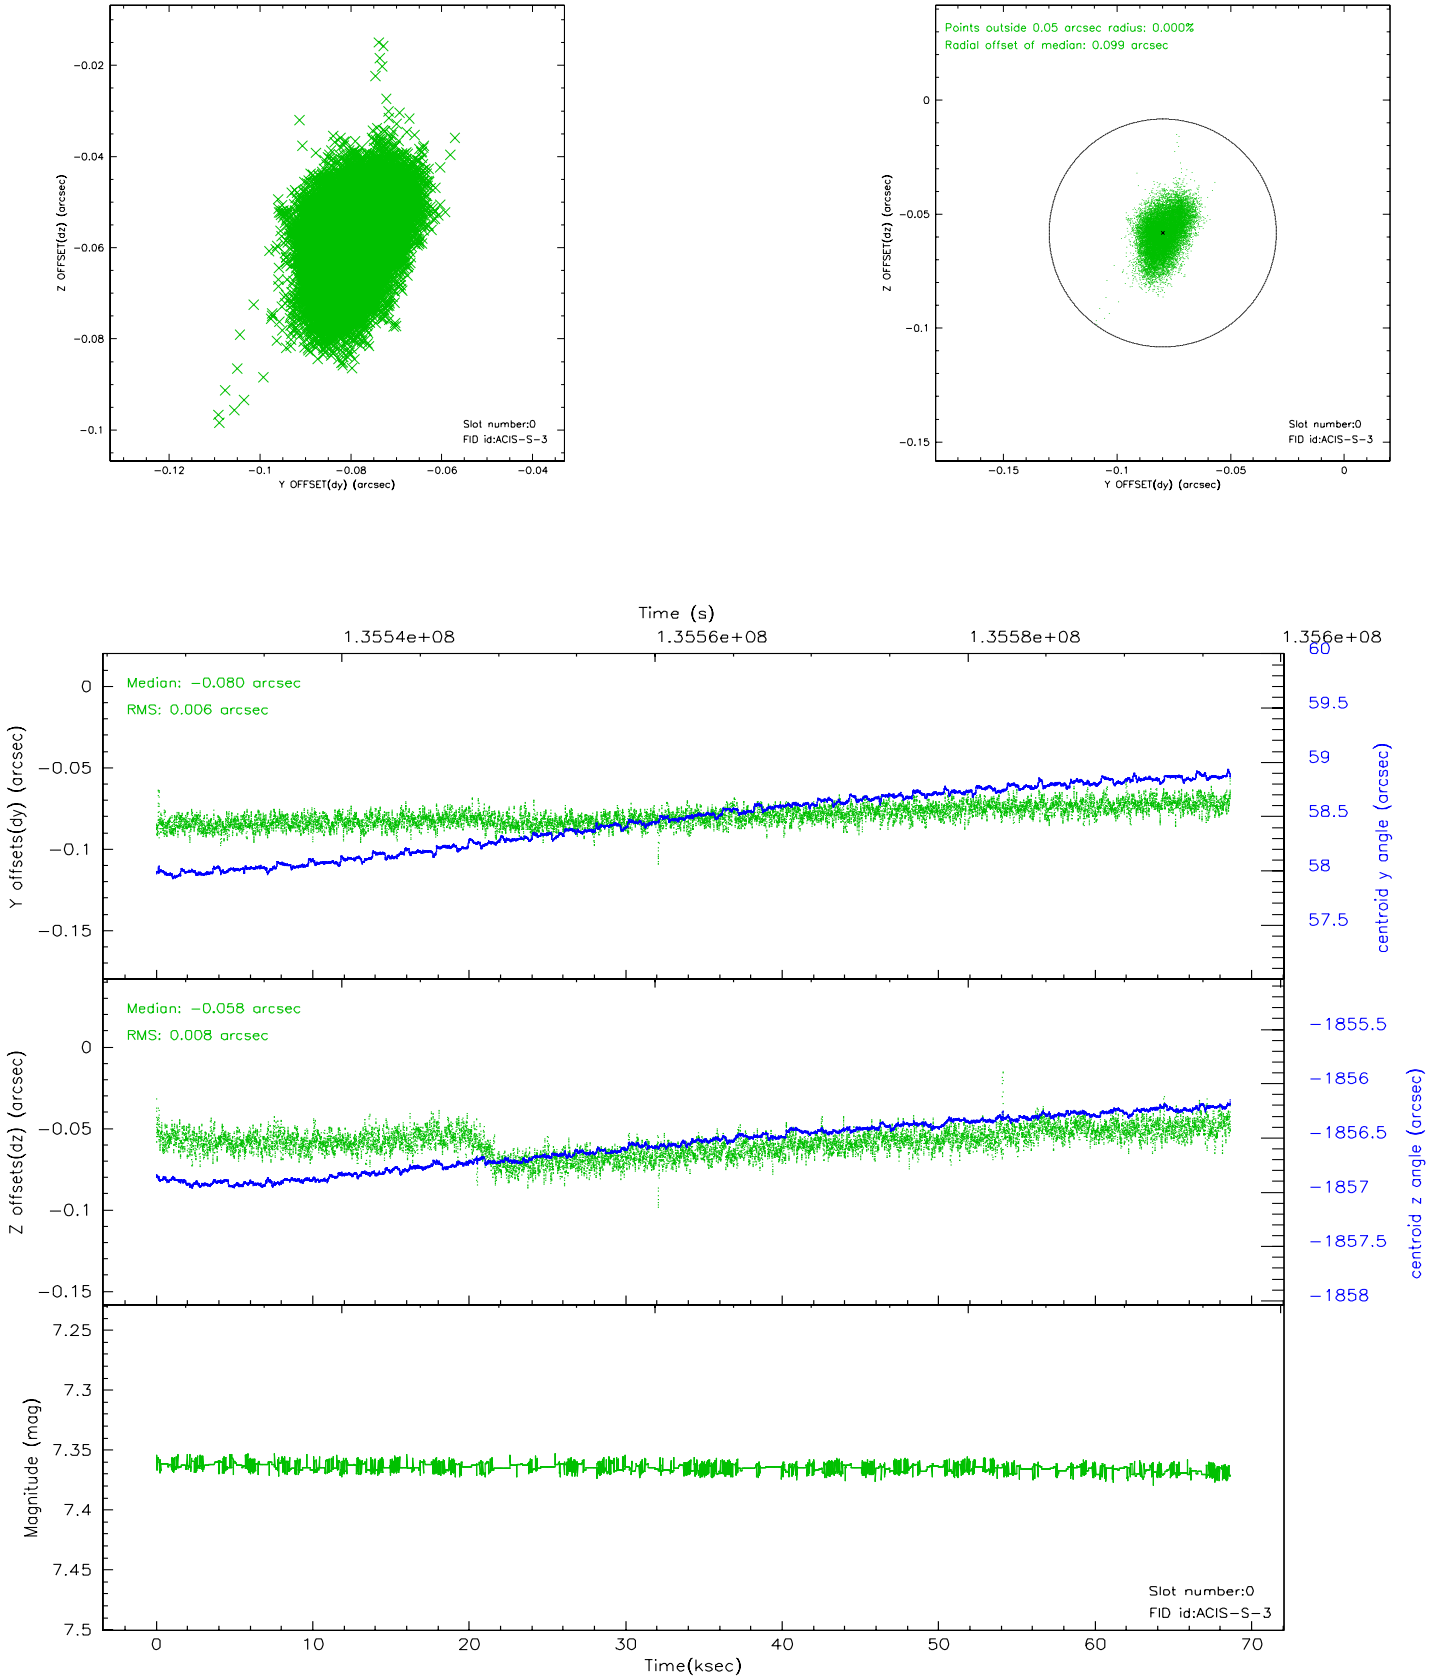 Points outside 0.05 arcsec radius: 0.000%
Radial offset of median: 0.099 arcsec
−0.02
−0.04
−0.06
−0.08
−0.1
Z OFFSET(dz) (arcsec)
Slot number:0
FID id:ACIS−S−3
−0.12
−0.1
−0.08
−0.06
−0.04
Y OFFSET(dy) (arcsec)
0
−0.05
−0.1
−0.15
Z OFFSET(dz) (arcsec)
Slot number:0
FID id:ACIS−S−3
−0.15
−0.1
−0.05
0
Y OFFSET(dy) (arcsec)
Time (s)
1.3554e+08
1.3556e+08
1.3558e+08
1.356e+08
Median: −0.080 arcsec
RMS: 0.006 arcsec
0
−0.05
−0.1
−0.15
Y offsets(dy) (arcsec)
60
59.5
59
58.5
58
57.5
centroid y angle (arcsec)
Median: −0.058 arcsec
RMS: 0.008 arcsec
0
−0.05
−0.1
−0.15
Z offsets(dz) (arcsec)
−1855.5
−1856
−1856.5
−1857
−1857.5
−1858
centroid z angle (arcsec)
7.25
7.3
7.35
7.4
7.45
7.5
Magnitude (mag)
Slot number:0
FID id:ACIS−S−3
0
10
20
30
40
50
60
70
Time(ksec)